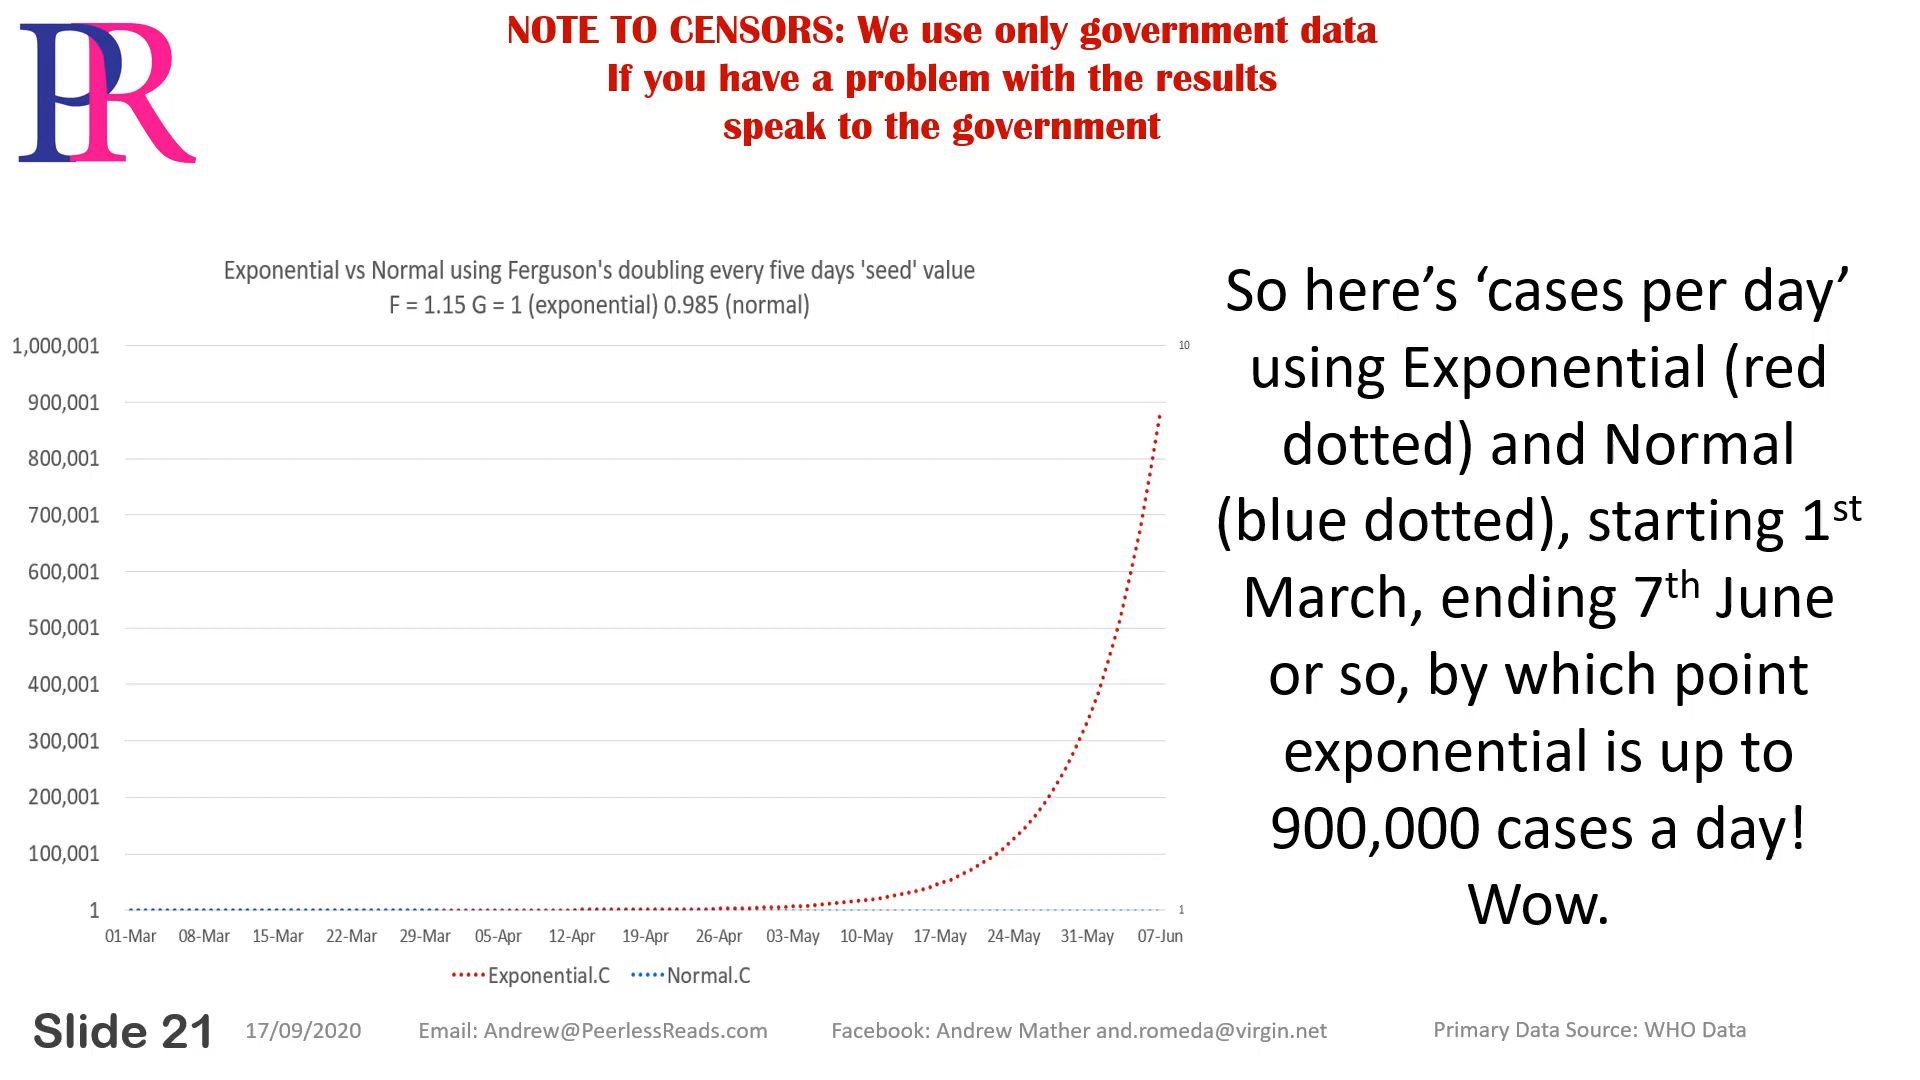 PR
NOTE TO CENSORS: We use only government data
If you have a problem with the results
speak to the government
Exponential vs Normal using Ferguson's doubling every five days 'seed' value
F = 1.15 G = 1 (exponential) 0.985 (normal)
1,000,001
900,001
800,001
700,001
600,001
500,001
400,001
300,001
200,001
100,001
1
10
1
01-Mar 08-Mar 15-Mar 22-Mar 29-Mar 05-Apr 12-Apr 19-Apr 26-Apr 03-May 10-May 17-May 24-May 31-May 07-Jun
Exponential.C Normal.C
So here’s ‘cases per day’
using Exponential (red
dotted) and Normal
(blue dotted), starting 1st
March, ending 7th June
or so, by which point
exponential is up to
900,000 cases a day!
Wow.
Slide 21 17/09/2020 Email: Andrew@PeerlessReads.com Facebook: Andrew Mather and.romeda@virgin.net Primary Data Source: WHO Data